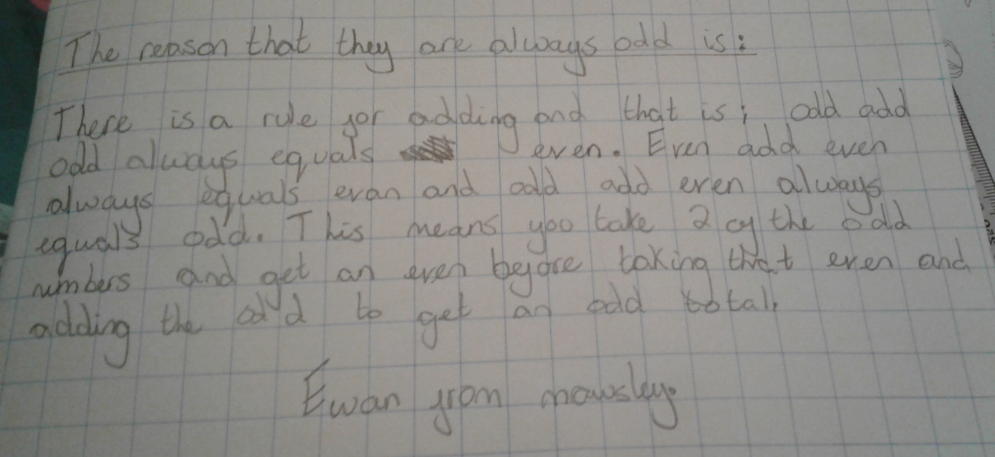 The reason that they are always odd is:
There is a rule for adding and that is; odd add
odd always equals even. Even add even
always equals evan and odd add even always
equals odd. This means you take 2 of the odd
numbers and get an even before taking that even and
adding the odd to get an odd total.
Ewan from mowsley.